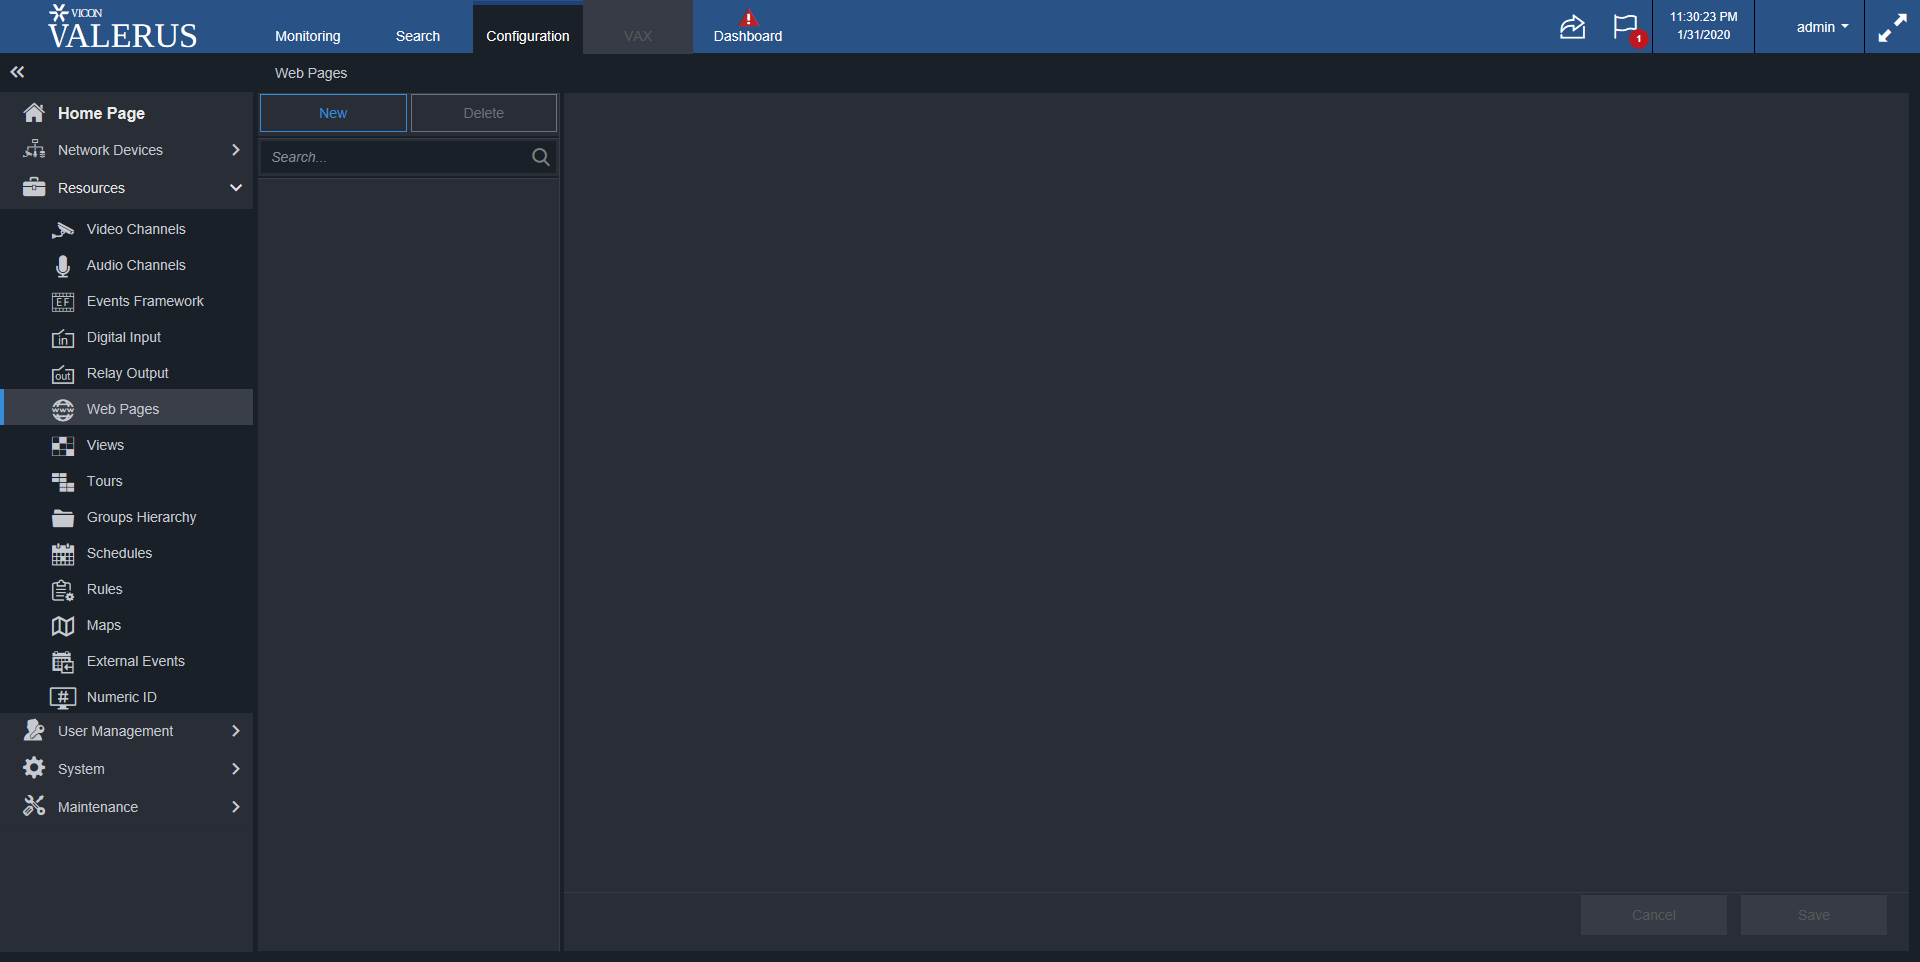 VICON
VALERUS
Monitoring
Search
Configuration
VAX
Dashboard
1
11:30:23 PM
1/31/2020
admin
Web Pages
Home Page
Network Devices
Resources
Video Channels
Audio Channels
EF
Events Framework
in
Digital Input
out
Relay Output
www
Web Pages
Views
Tours
Groups Hierarchy
Schedules
Rules
Maps
External Events
#
Numeric ID
User Management
System
Maintenance
New
Delete
Search...
Cancel
Save